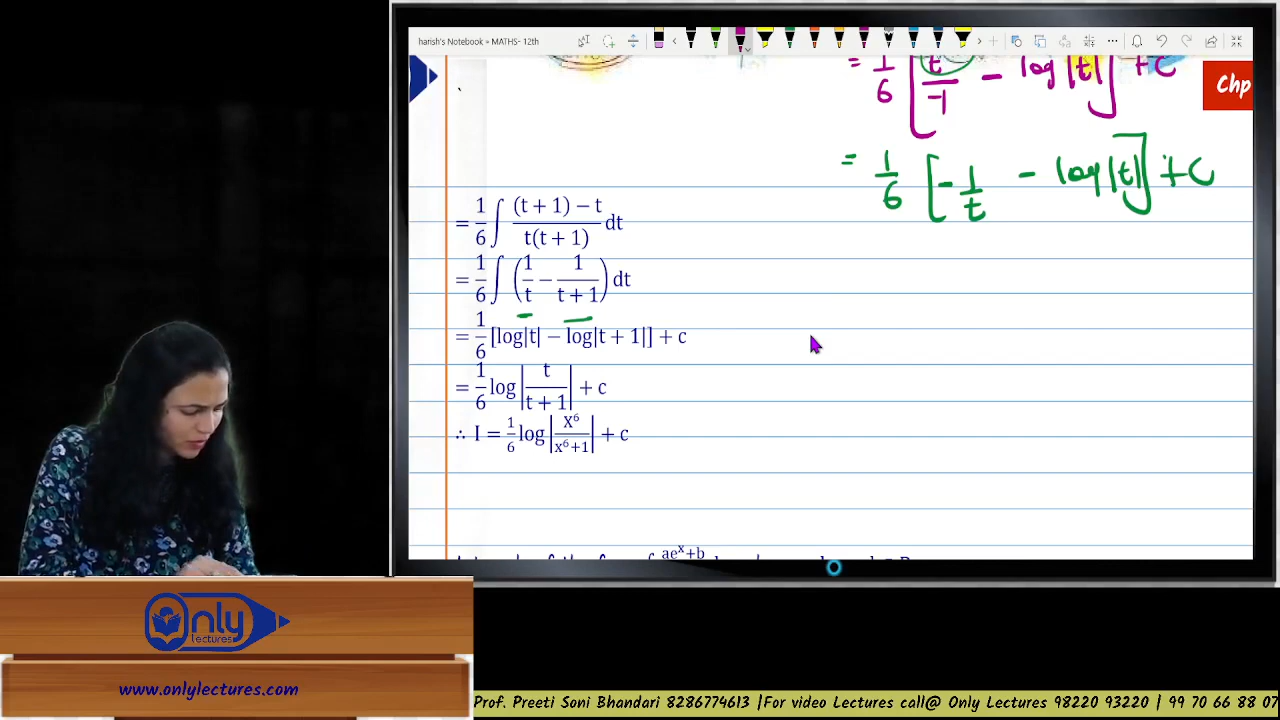 harish's Notebook » MATHS- 12th
= 1/6 [t/-1 - log|t|] + c
Chp
= 1/6 [-1/t - log|t|] + c
= 1/6 ∫ (t + 1) − t / t(t + 1) dt
= 1/6 ∫ (1/t − 1/(t + 1)) dt
= 1/6 [log|t| − log|t + 1|] + c
= 1/6 log |t/(t + 1)| + c
∴ I = 1/6 log |x⁶/(x⁶+1)| + c
aeˣ+b
Only
lectures
www.onlylectures.com
Prof. Preeti Soni Bhandari 8286774613 |For video Lectures call@ Only Lectures 98220 93220 | 99 70 66 88 07